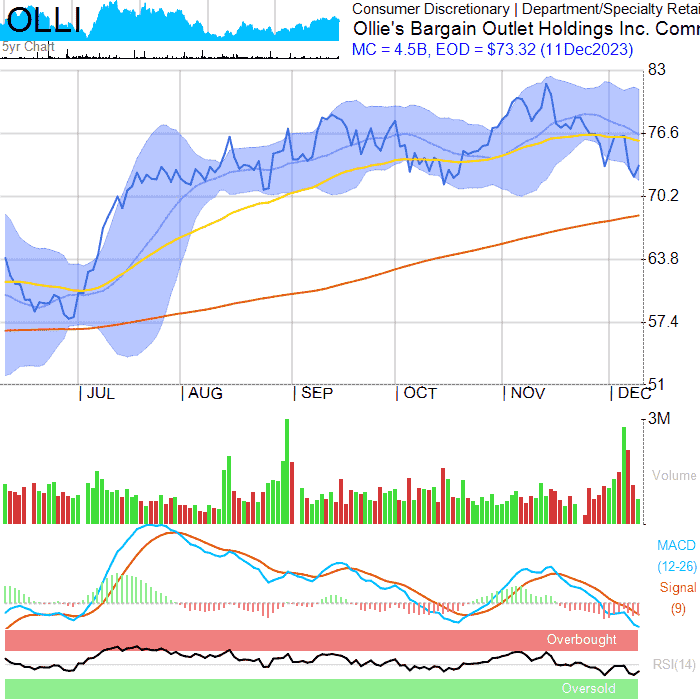 OLLI
5yr Chart
Consumer Discretionary | Department/Specialty Retai
Ollie's Bargain Outlet Holdings Inc. Comm
MC = 4.5B, EOD = $73.32 (11Dec2023)
83
76.6
70.2
63.8
57.4
51
JUL AUG SEP OCT NOV DEC
3M
Volume
MACD
(12-26)
Signal
(9)
Overbought
RSI(14)
Oversold